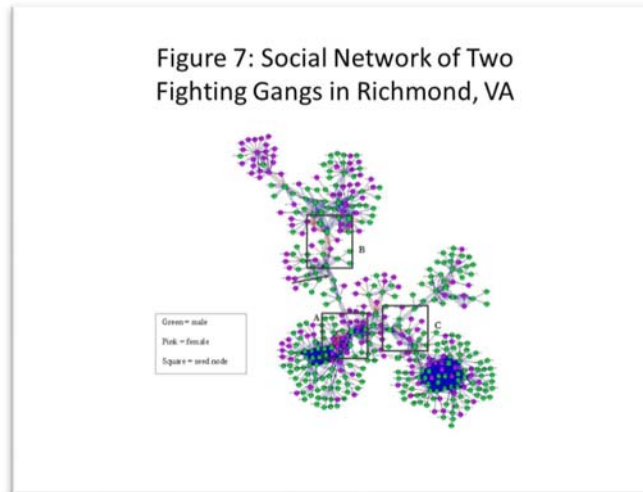 Figure 7: Social Network of Two
Fighting Gangs in Richmond, VA
B
A
C
Green= male
Pink = female
Square = seed node